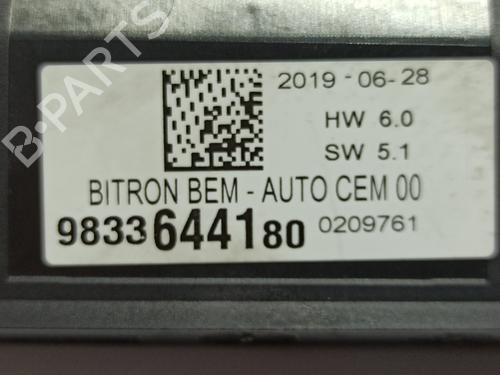 2019-06-28
HW 6.0
SW 5.1
BITRON BEM - AUTO CEM 00
9833644180 0209761
B-PARTS